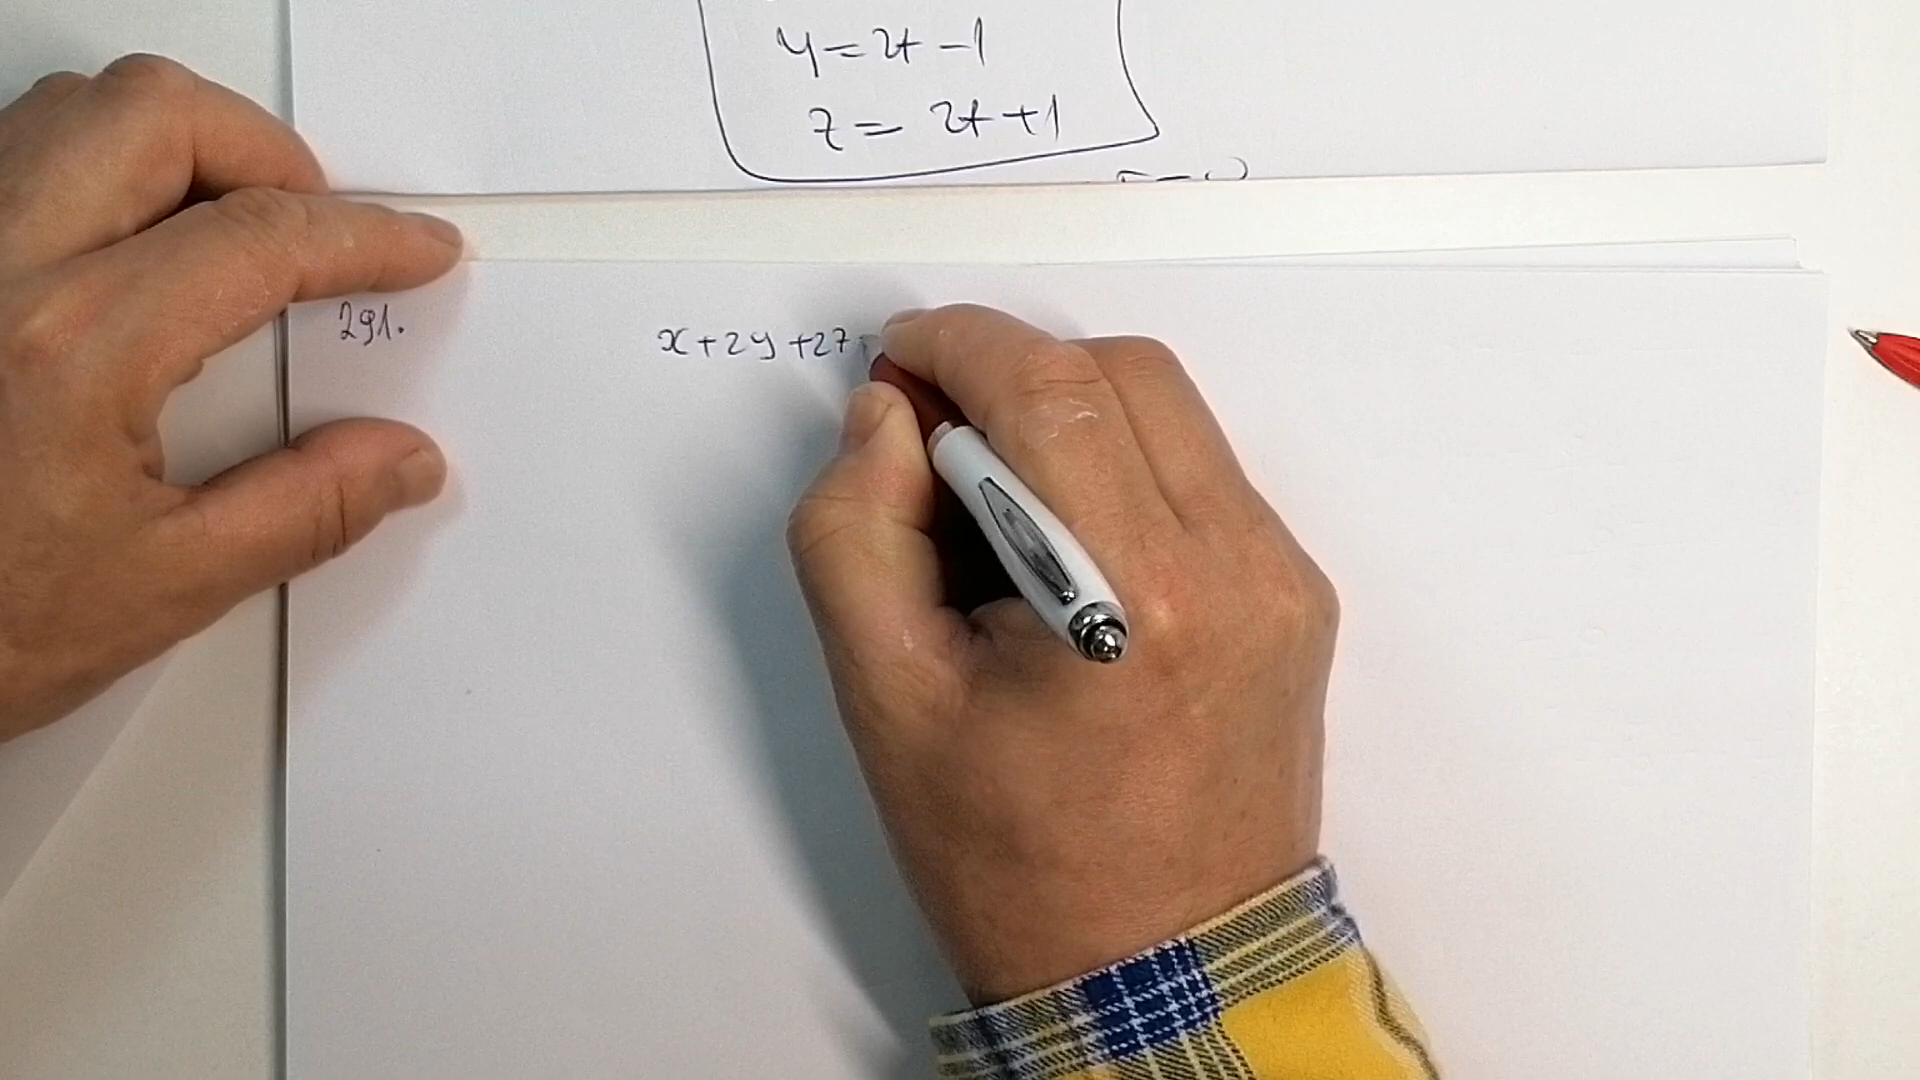 y = 2t - 1
z = 2t + 1
291.
x + 2y + 2z